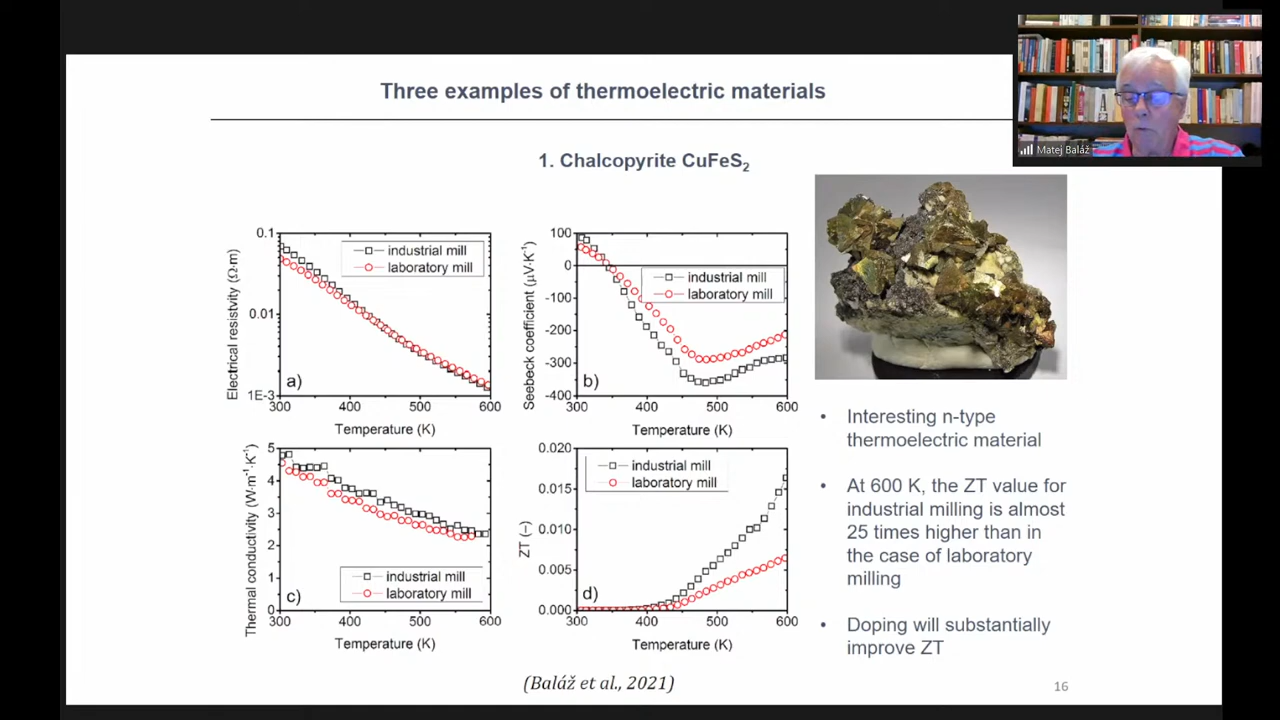 Three examples of thermoelectric materials
Matej Baláž
1. Chalcopyrite CuFeS₂
0.1
0.01
1E-3
300
400
500
600
Electrical resistvity (Ω·m)
Temperature (K)
industrial mill
laboratory mill
a)
100
0
-100
-200
-300
-400
300
400
500
600
Seebeck coefficient (μV·K⁻¹)
Temperature (K)
industrial mill
laboratory mill
b)
5
4
3
2
1
0
300
400
500
600
Thermal conductivity (W·m⁻¹·K⁻¹)
Temperature (K)
industrial mill
laboratory mill
c)
0.020
0.015
0.010
0.005
0.000
300
400
500
600
ZT (–)
Temperature (K)
industrial mill
laboratory mill
d)
• Interesting n-type
thermoelectric material
• At 600 K, the ZT value for
industrial milling is almost
25 times higher than in
the case of laboratory
milling
• Doping will substantially
improve ZT
(Baláž et al., 2021)
16